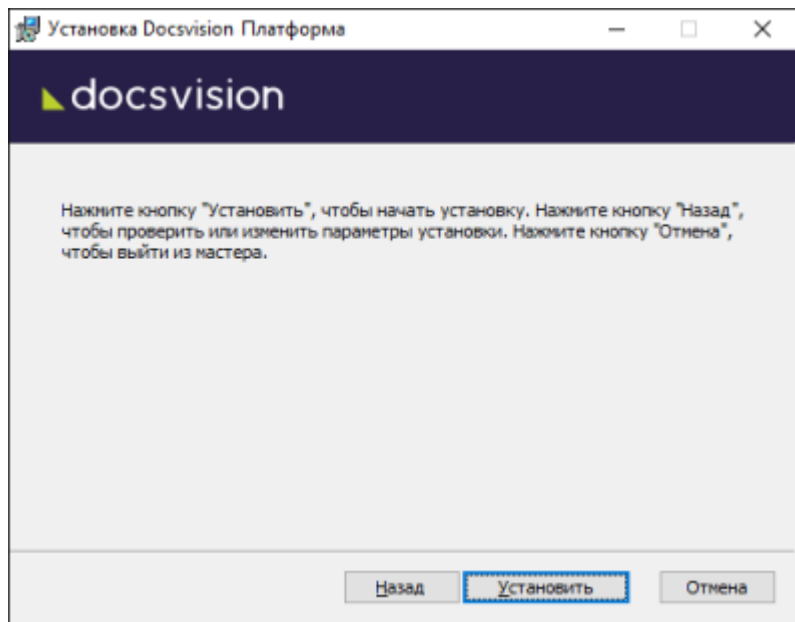 Установка Docsvision Платформа
docsvision
Нажмите кнопку "Установить", чтобы начать установку. Нажмите кнопку "Назад",
чтобы проверить или изменить параметры установки. Нажмите кнопку "Отмена",
чтобы выйти из мастера.
Назад Установить Отмена